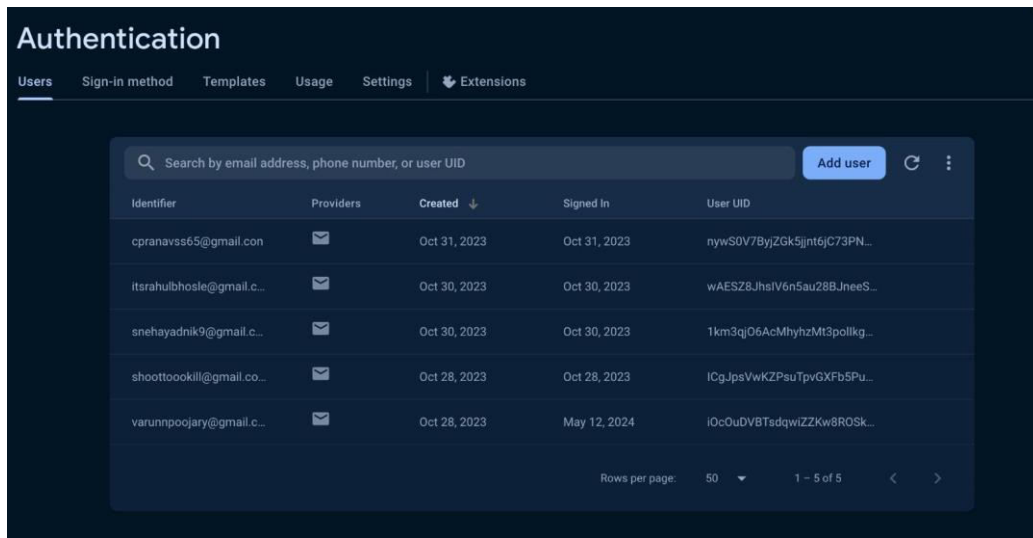 Authentication
Users Sign-in method Templates Usage Settings Extensions
Search by email address, phone number, or user UID Add user
Identifier Providers Created Signed In User UID
cpranavss65@gmail.con Oct 31, 2023 Oct 31, 2023 nywS0V7ByjZGk5jjnt6jC73PN...
itsrahulbhosle@gmail.c... Oct 30, 2023 Oct 30, 2023 wAESZ8JhsIV6n5au28BJneeS...
snehayadnik9@gmail.c... Oct 30, 2023 Oct 30, 2023 1km3qjO6AcMhyhzMt3polIkg...
shoottoookill@gmail.co... Oct 28, 2023 Oct 28, 2023 ICgJpsVwKZPsuTpvGXFb5Pu...
varunnpoojary@gmail.c... Oct 28, 2023 May 12, 2024 iOcOuDVBTsdqwiZZKw8ROSk...
Rows per page: 50 1 – 5 of 5